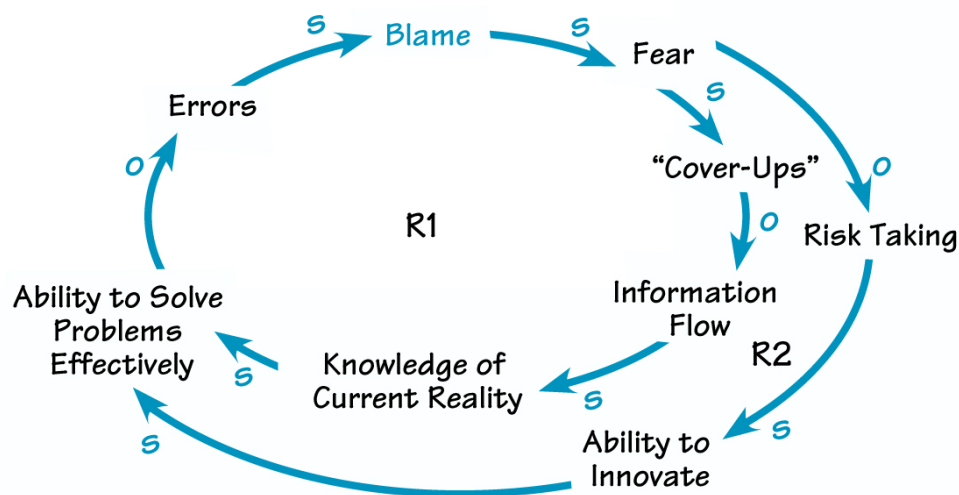 s
Blame
s
Fear
s
Errors
o
"Cover-Ups"
o
o
R1
Risk Taking
Ability to Solve
Problems
Effectively
Information
Flow
R2
s
Knowledge of
Current Reality
s
s
s
Ability to
Innovate